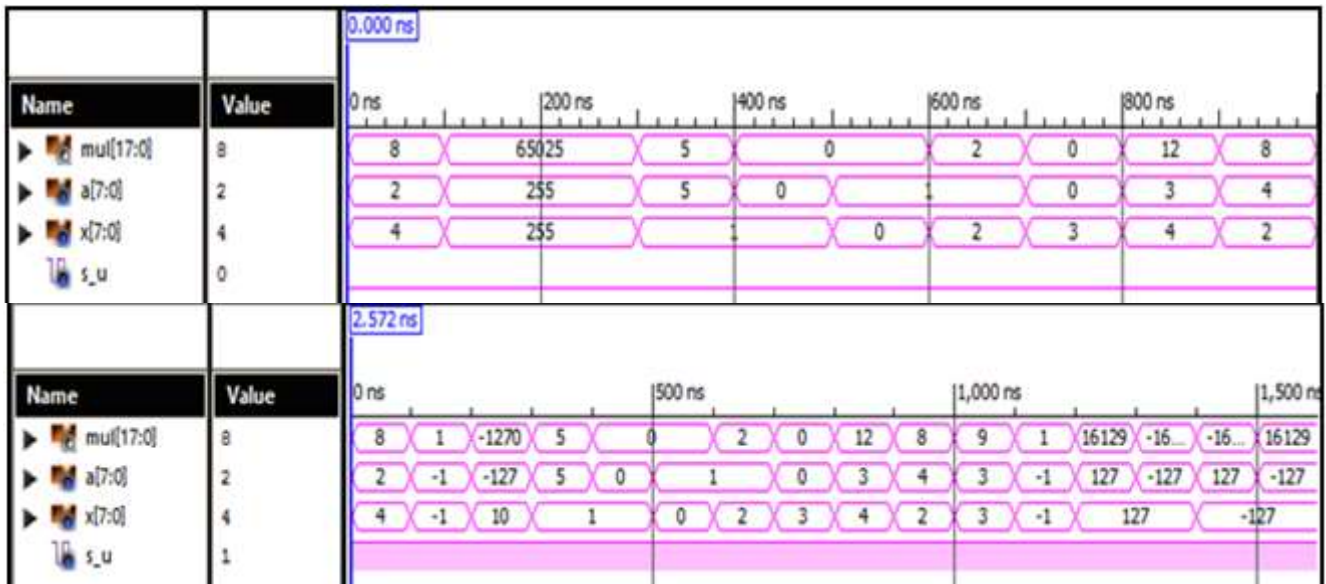 0.000 ns
Name Value 0 ns 200 ns 400 ns 600 ns 800 ns
mul[17:0] 8 8 65025 5 0 2 0 12 8
a[7:0] 2 2 255 5 0 1 0 3 4
x[7:0] 4 4 255 1 0 2 3 4 2
s_u 0
2.572 ns
Name Value 0 ns 500 ns 1,000 ns 1,500 ns
mul[17:0] 8 8 1 -1270 5 0 2 0 12 8 9 1 16129 -16... -16... 16129
a[7:0] 2 2 -1 -127 5 0 1 0 3 4 3 -1 127 -127 127 -127
x[7:0] 4 4 -1 10 1 0 2 3 4 2 3 -1 127 -127
s_u 1